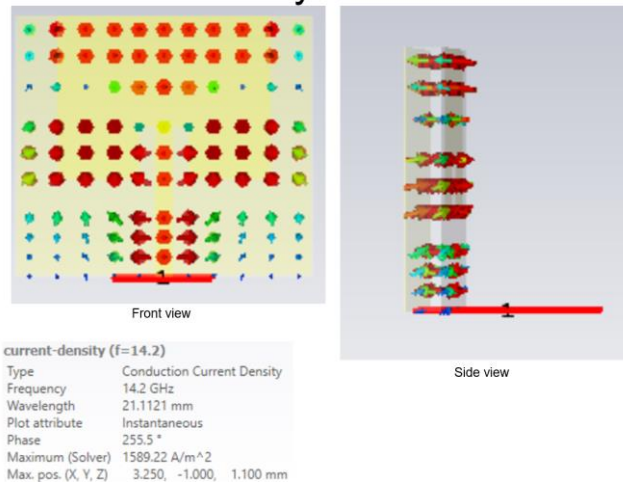 1
1
Front view
Side view
current-density (f=14.2)
Type Conduction Current Density
Frequency 14.2 GHz
Wavelength 21.1121 mm
Plot attribute Instantaneous
Phase 255.5 °
Maximum (Solver) 1589.22 A/m^2
Max. pos. (X, Y, Z) 3.250, -1.000, 1.100 mm